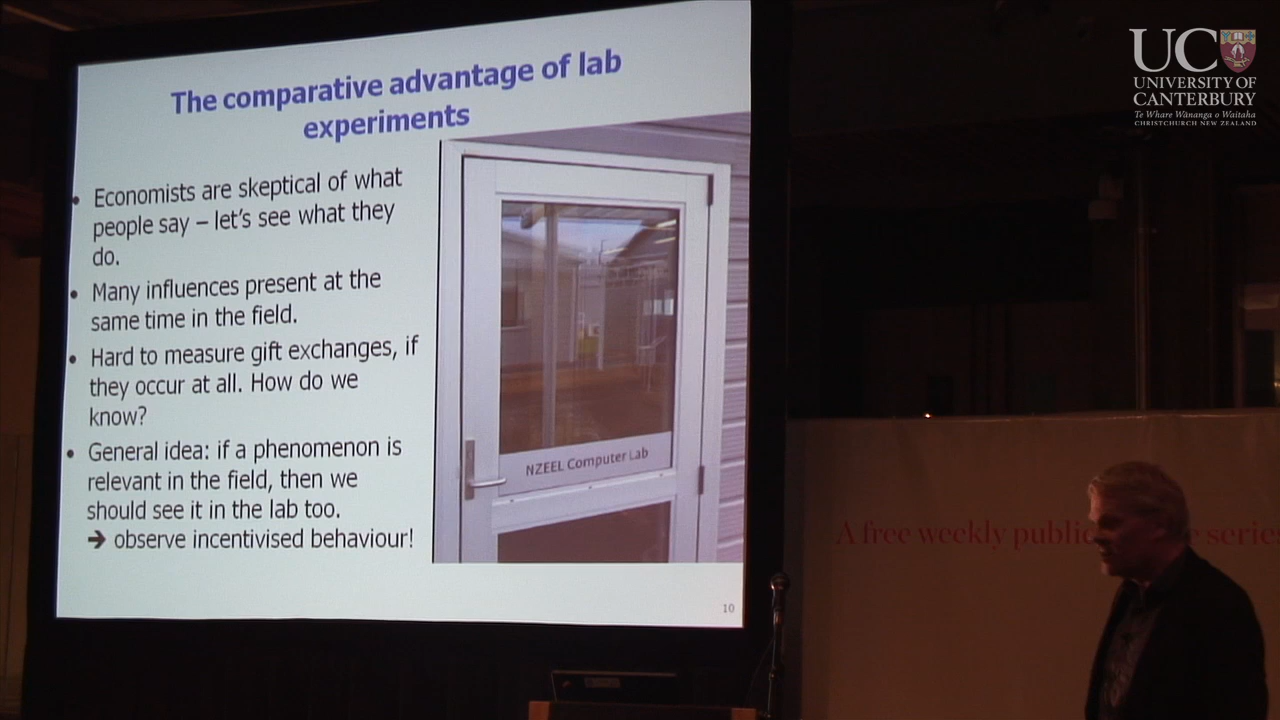 The comparative advantage of lab
experiments
• Economists are skeptical of what
people say – let's see what they
do.
• Many influences present at the
same time in the field.
• Hard to measure gift exchanges, if
they occur at all. How do we
know?
• General idea: if a phenomenon is
relevant in the field, then we
should see it in the lab too.
➔ observe incentivised behaviour!
NZEEL Computer Lab
10
UC
UNIVERSITY OF
CANTERBURY
Te Whare Wānanga o Waitaha
CHRISTCHURCH NEW ZEALAND
A free weekly public